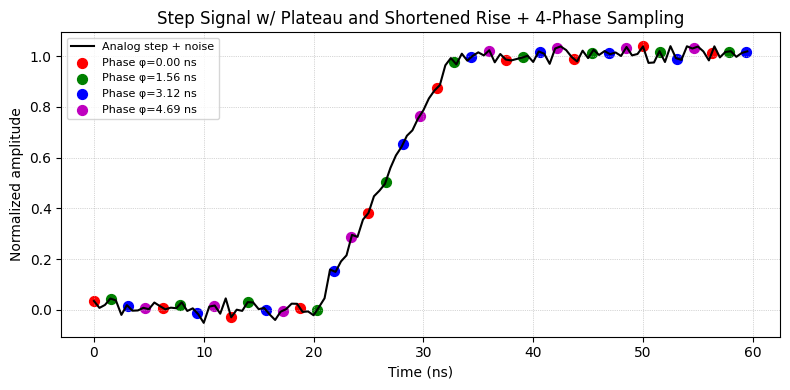 Step Signal w/ Plateau and Shortened Rise + 4-Phase Sampling
Analog step + noise
Phase φ=0.00 ns
Phase φ=1.56 ns
Phase φ=3.12 ns
Phase φ=4.69 ns
Normalized amplitude
1.0
0.8
0.6
0.4
0.2
0.0
0 10 20 30 40 50 60
Time (ns)